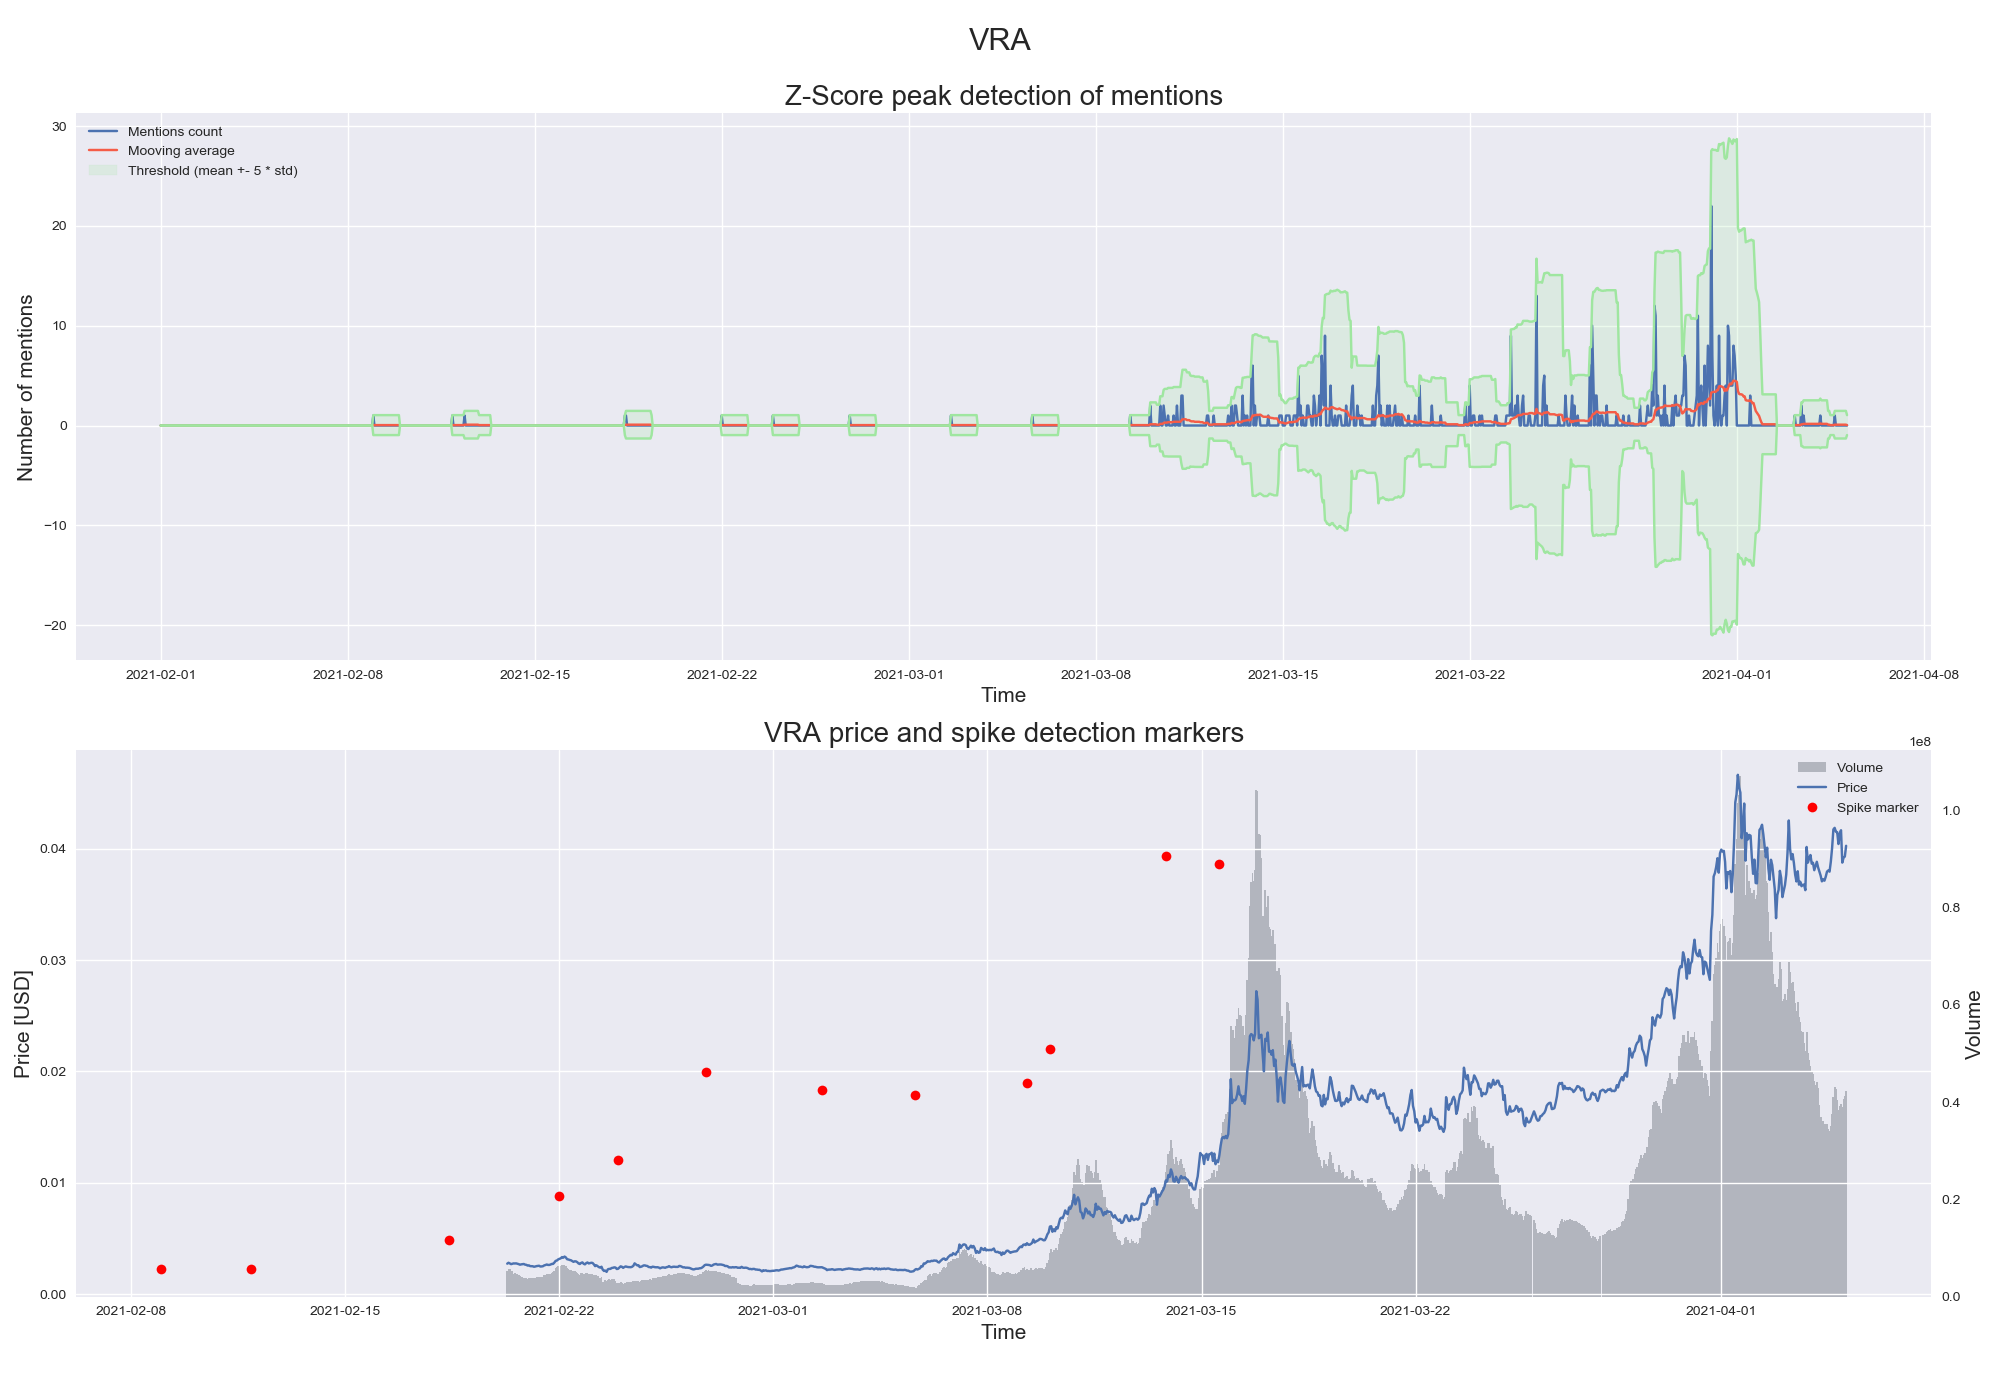 VRA
Z-Score peak detection of mentions
Mentions count
Mooving average
Threshold (mean +- 5 * std)
Number of mentions
30
20
10
0
−10
−20
2021-02-01 2021-02-08 2021-02-15 2021-02-22 2021-03-01 2021-03-08 2021-03-15 2021-03-22 2021-04-01 2021-04-08
Time
VRA price and spike detection markers
1e8
Volume
Price
Spike marker
Price [USD]
0.04
0.03
0.02
0.01
0.00
1.0
0.8
0.6
0.4
0.2
0.0
Volume
2021-02-08 2021-02-15 2021-02-22 2021-03-01 2021-03-08 2021-03-15 2021-03-22 2021-04-01
Time